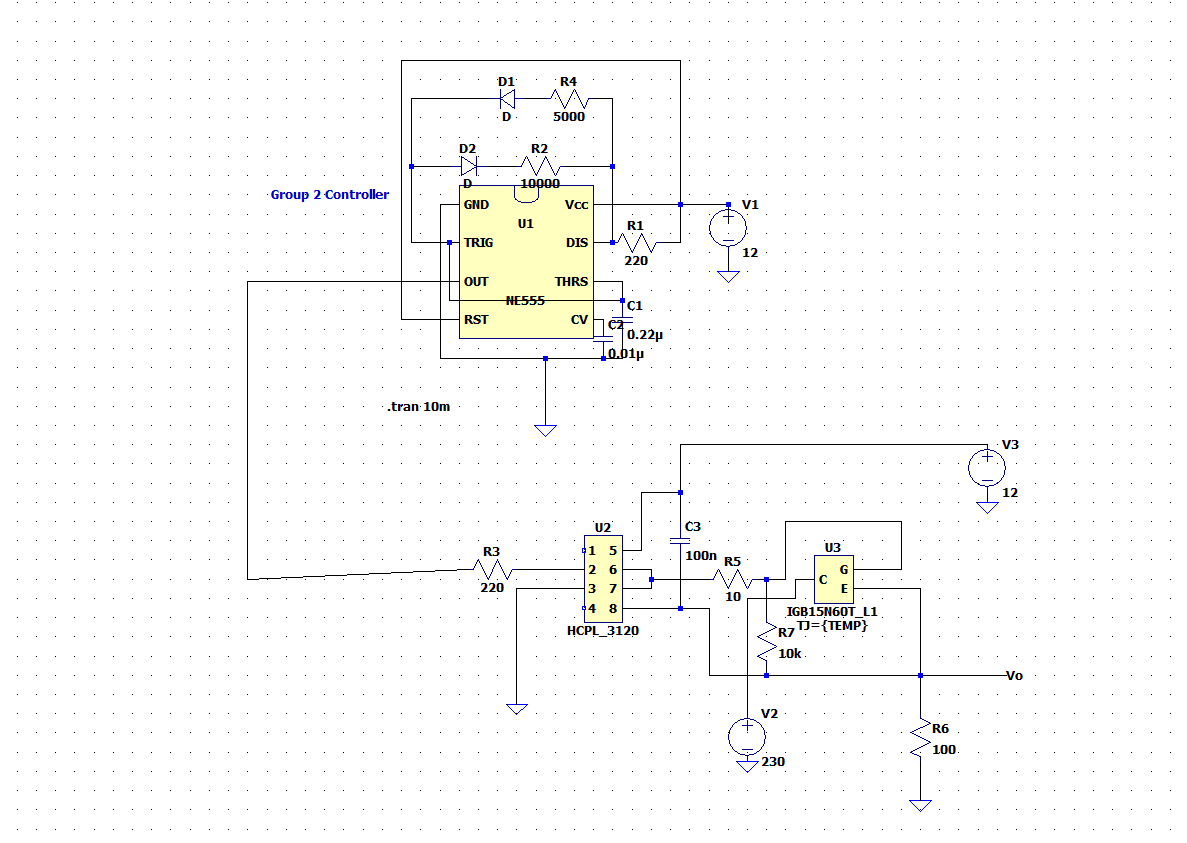 D1
R4
D
5000
D2
R2
D
10000
Group 2 Controller
GND
Vcc
V1
U1
R1
TRIG
DIS
12
220
OUT
THRS
NE555
C1
RST
CV
C2
0.22µ
0.01µ
.tran 10m
V3
12
U2
C3
R3
1
5
100n
U3
R5
2
6
G
220
3
7
C
10
E
4
8
IGB15N60T_L1
HCPL_3120
TJ={TEMP}
R7
10k
Vo
V2
R6
100
230